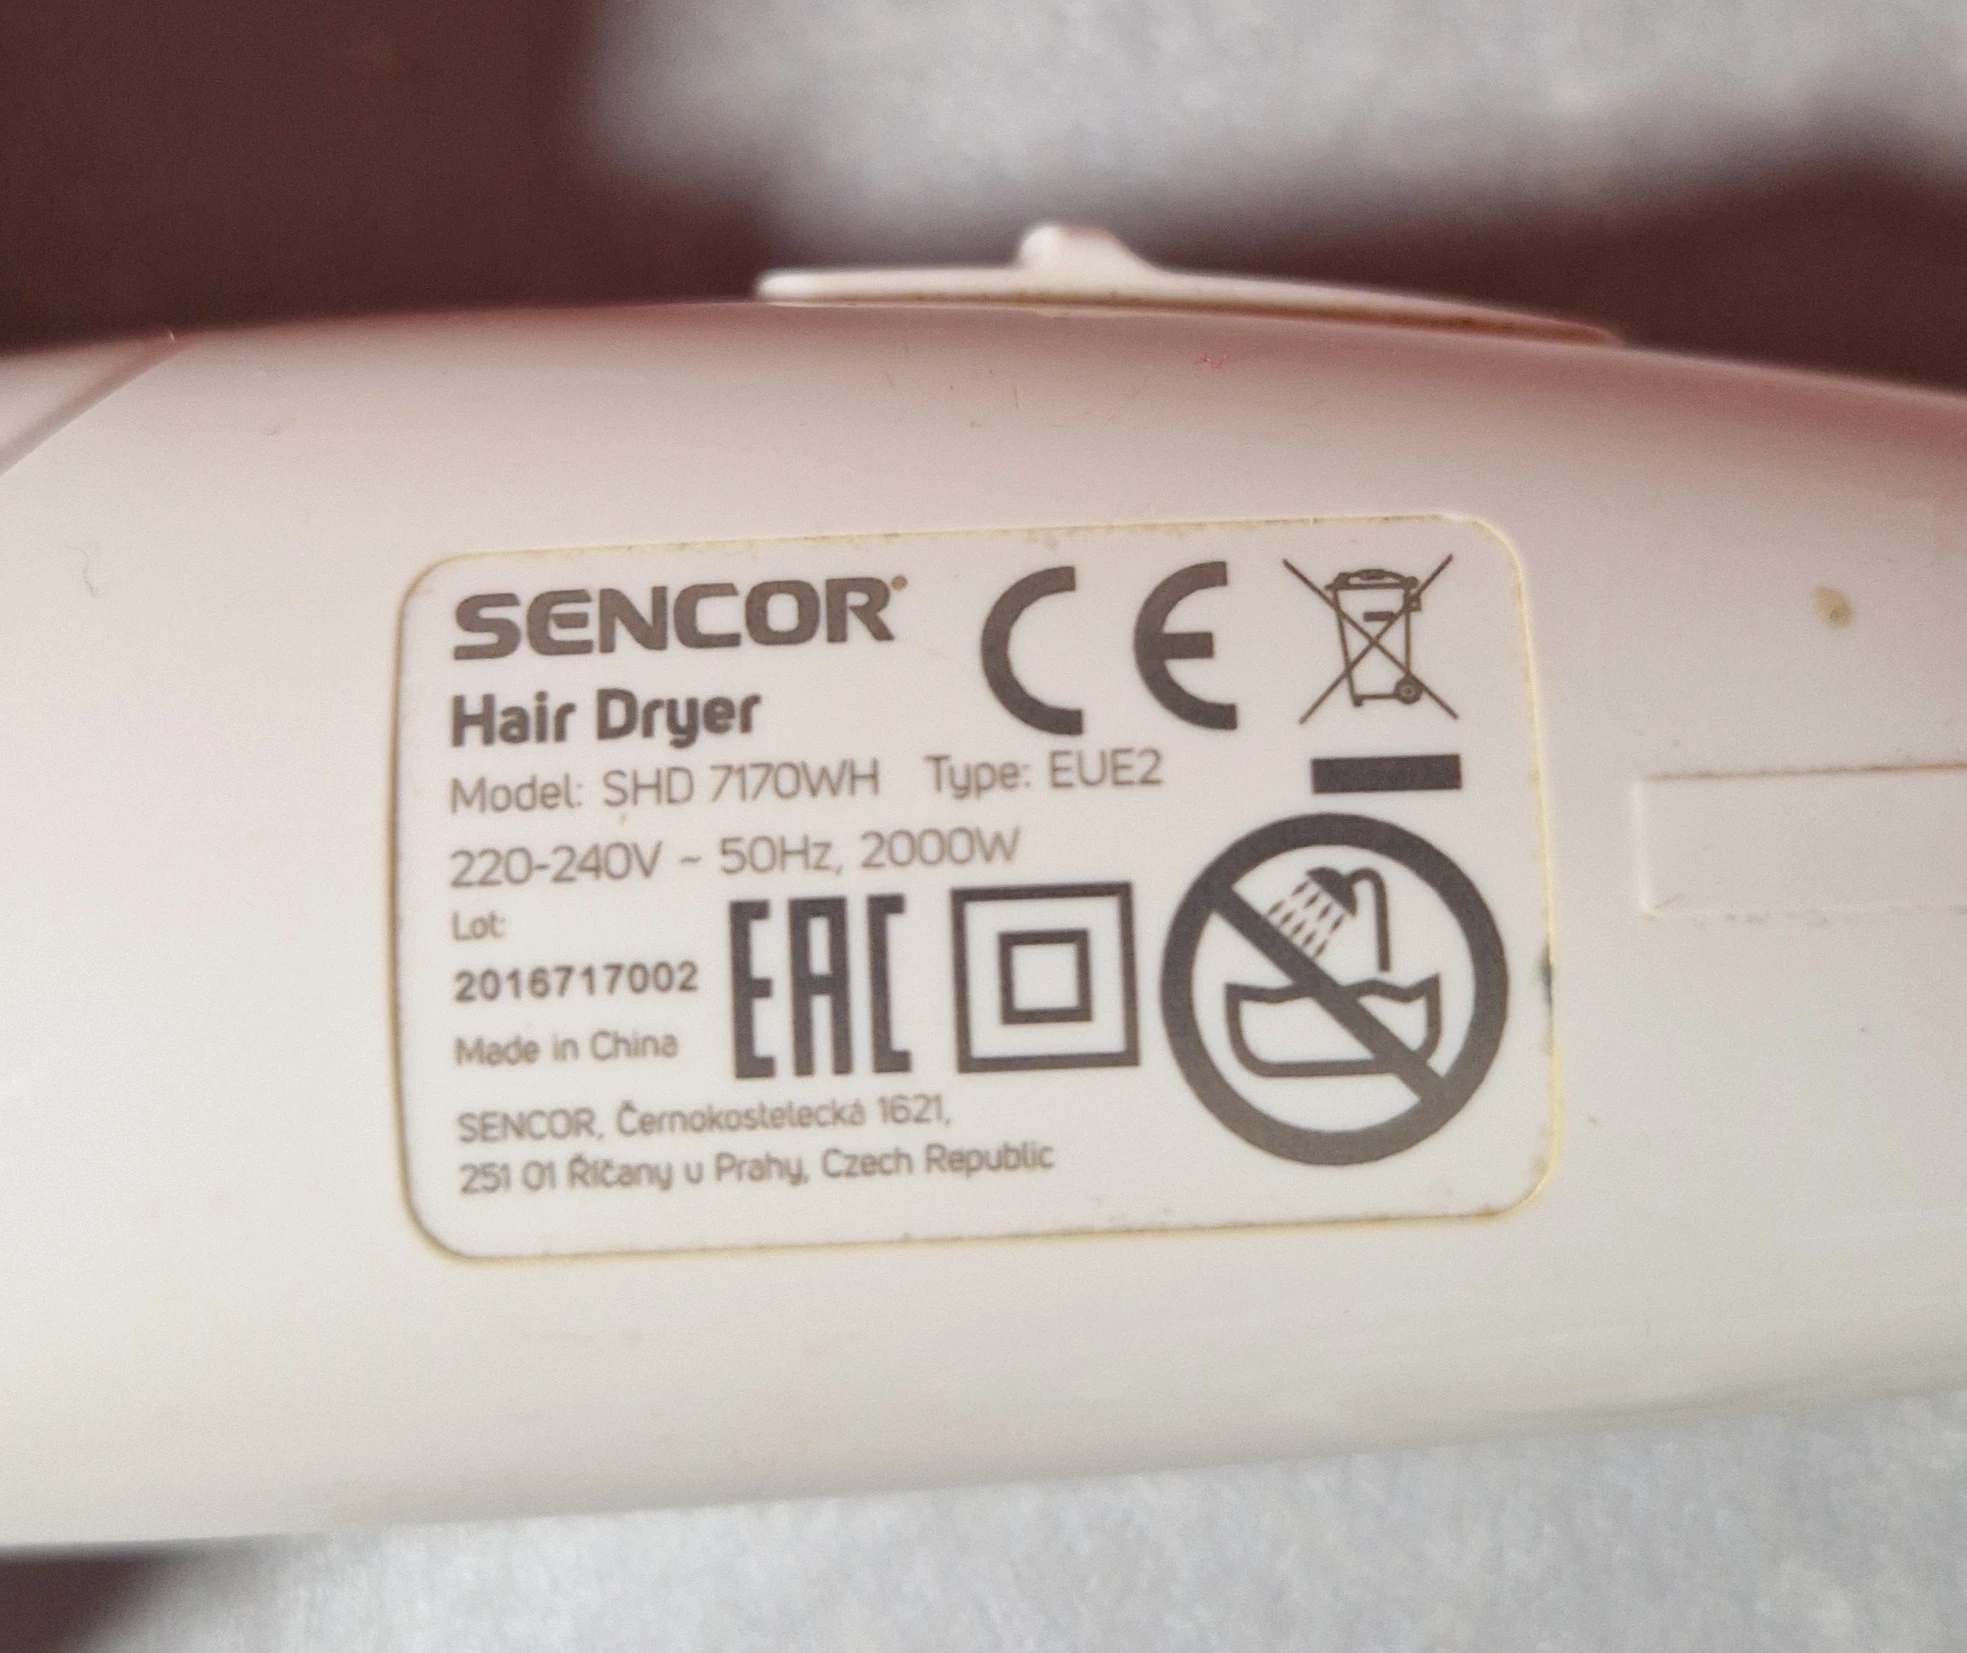 SENCOR CE
Hair Dryer
Model: SHD 7170WH Type: EUE2
220-240V ~ 50Hz, 2000W
Lot:
2016717002
EAC
Made in China
SENCOR, Černokostelecká 1621,
251 01 Říčany u Prahy, Czech Republic